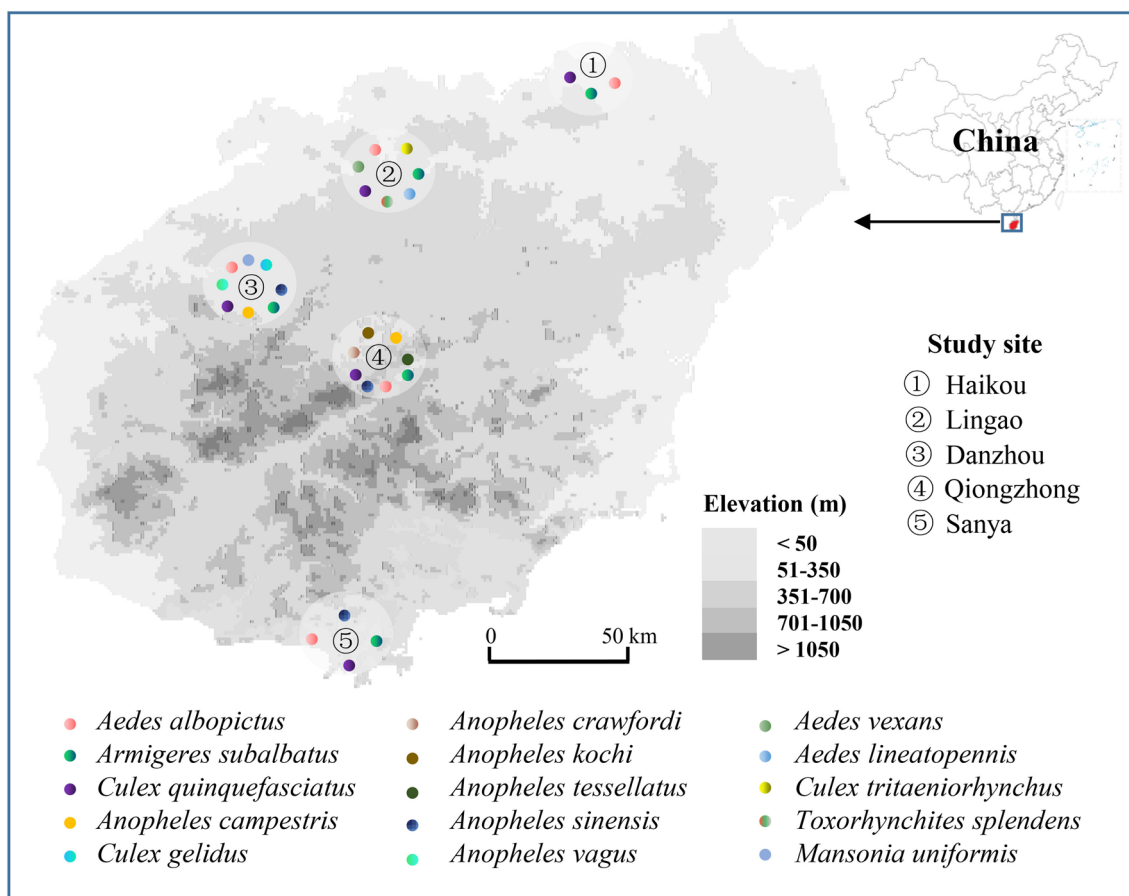 ①
China
②
③
④
Study site
① Haikou
② Lingao
③ Danzhou
④ Qiongzhong
⑤ Sanya
Elevation (m)
< 50
51-350
351-700
701-1050
> 1050
⑤
0 50 km
Aedes albopictus
Armigeres subalbatus
Culex quinquefasciatus
Anopheles campestris
Culex gelidus
Anopheles crawfordi
Anopheles kochi
Anopheles tessellatus
Anopheles sinensis
Anopheles vagus
Aedes vexans
Aedes lineatopennis
Culex tritaeniorhynchus
Toxorhynchites splendens
Mansonia uniformis